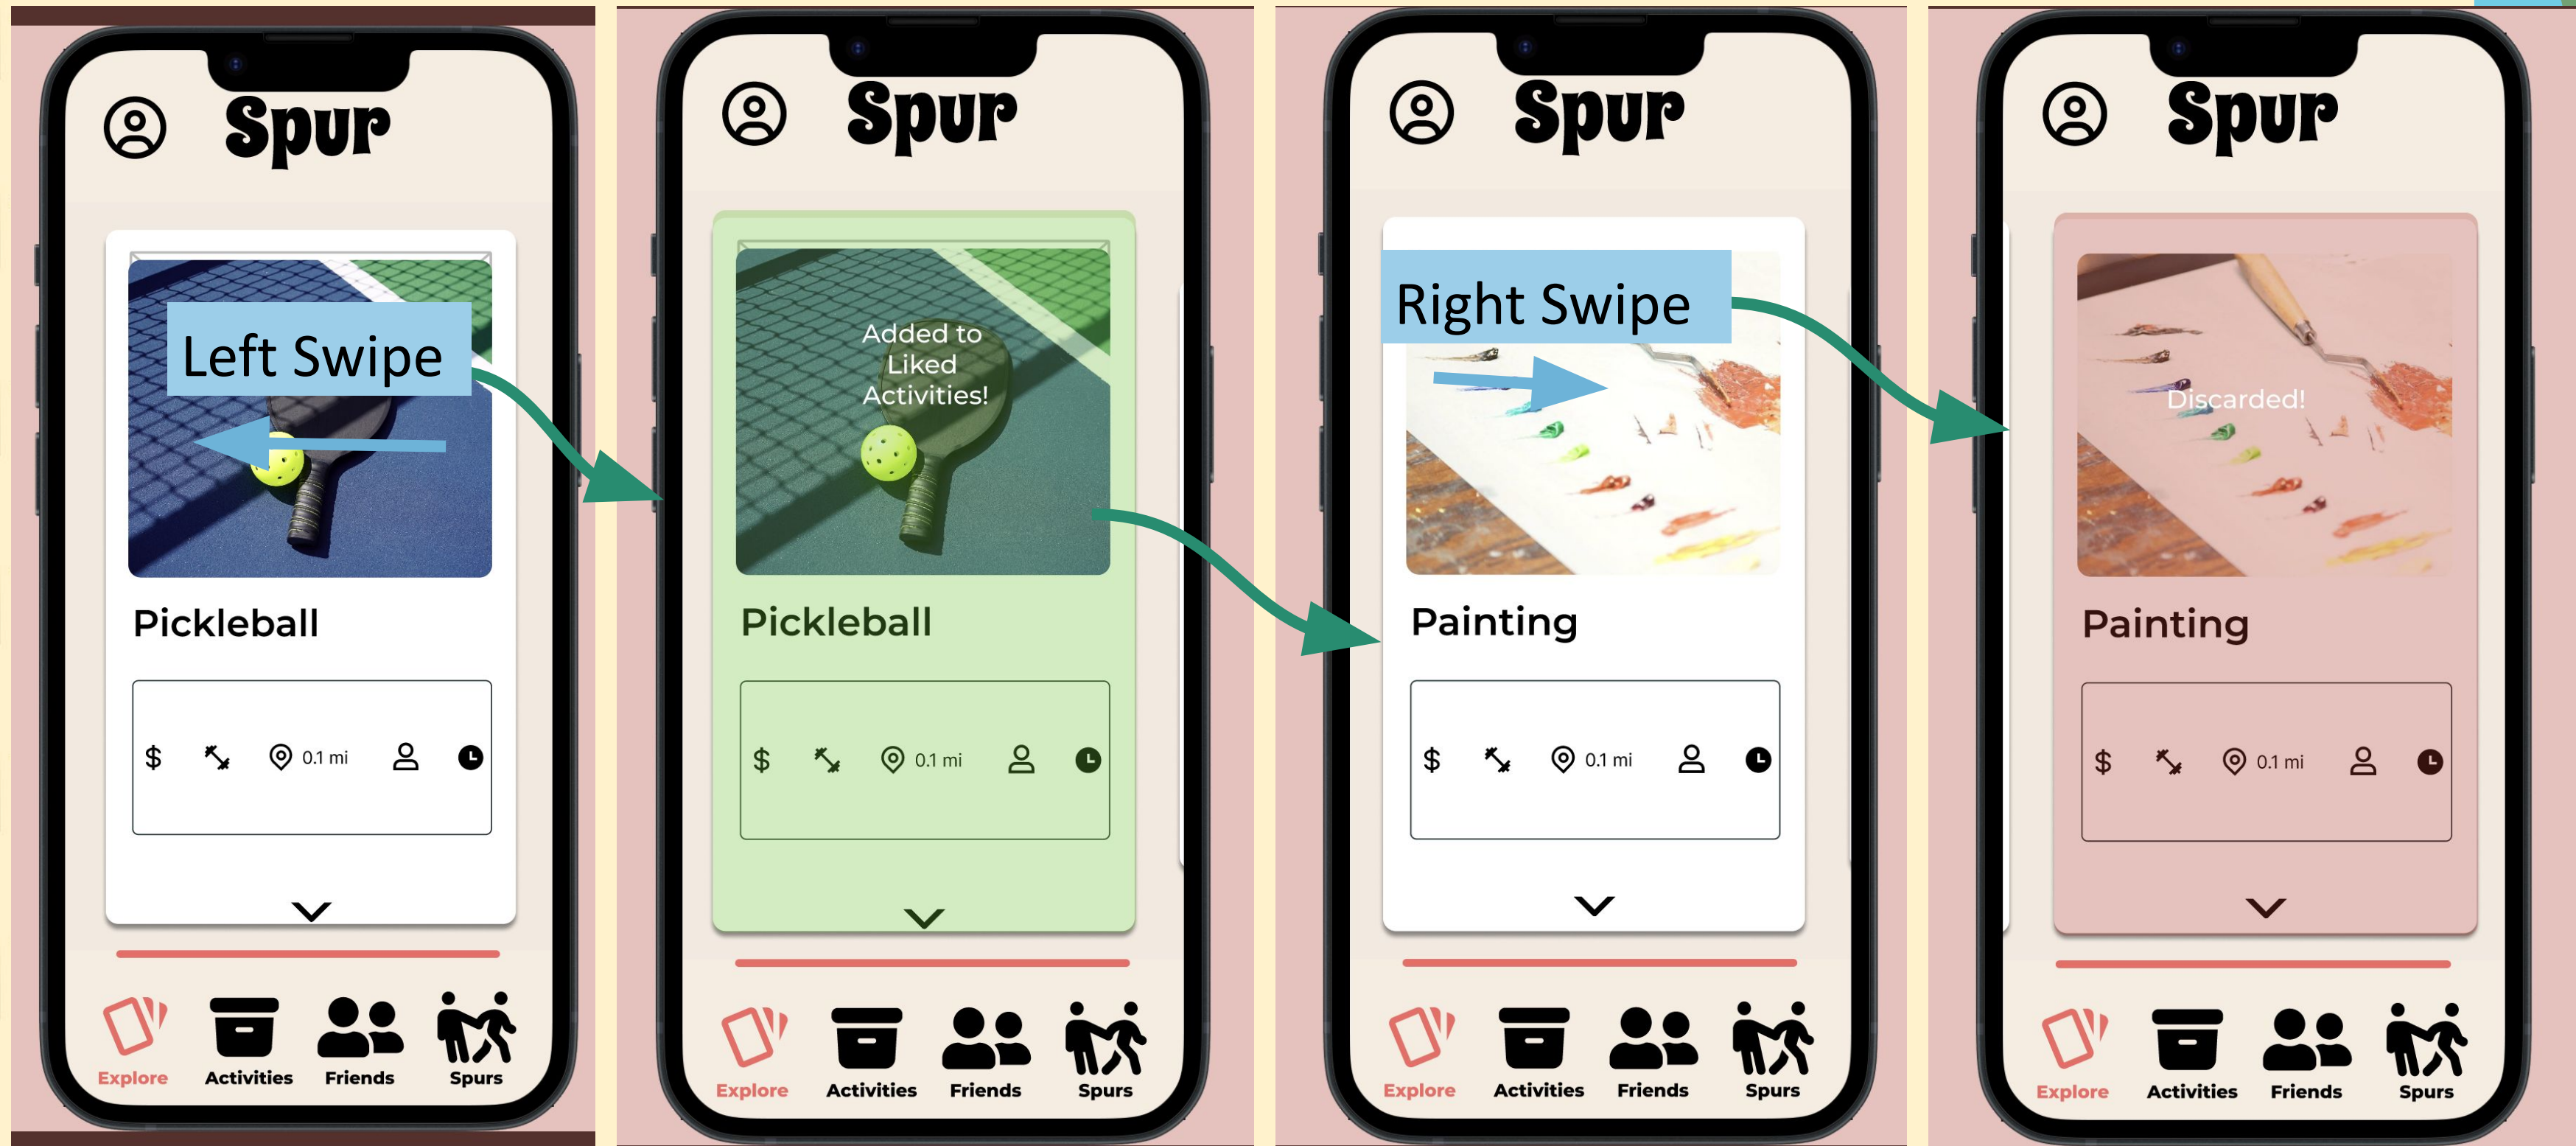 Spur
Left Swipe
Pickleball
$
0.1 mi
Explore
Activities
Friends
Spurs
Spur
Added to
Liked
Activities!
Pickleball
$
0.1 mi
Explore
Activities
Friends
Spurs
Spur
Right Swipe
Painting
$
0.1 mi
Explore
Activities
Friends
Spurs
Spur
Discarded!
Painting
$
0.1 mi
Explore
Activities
Friends
Spurs